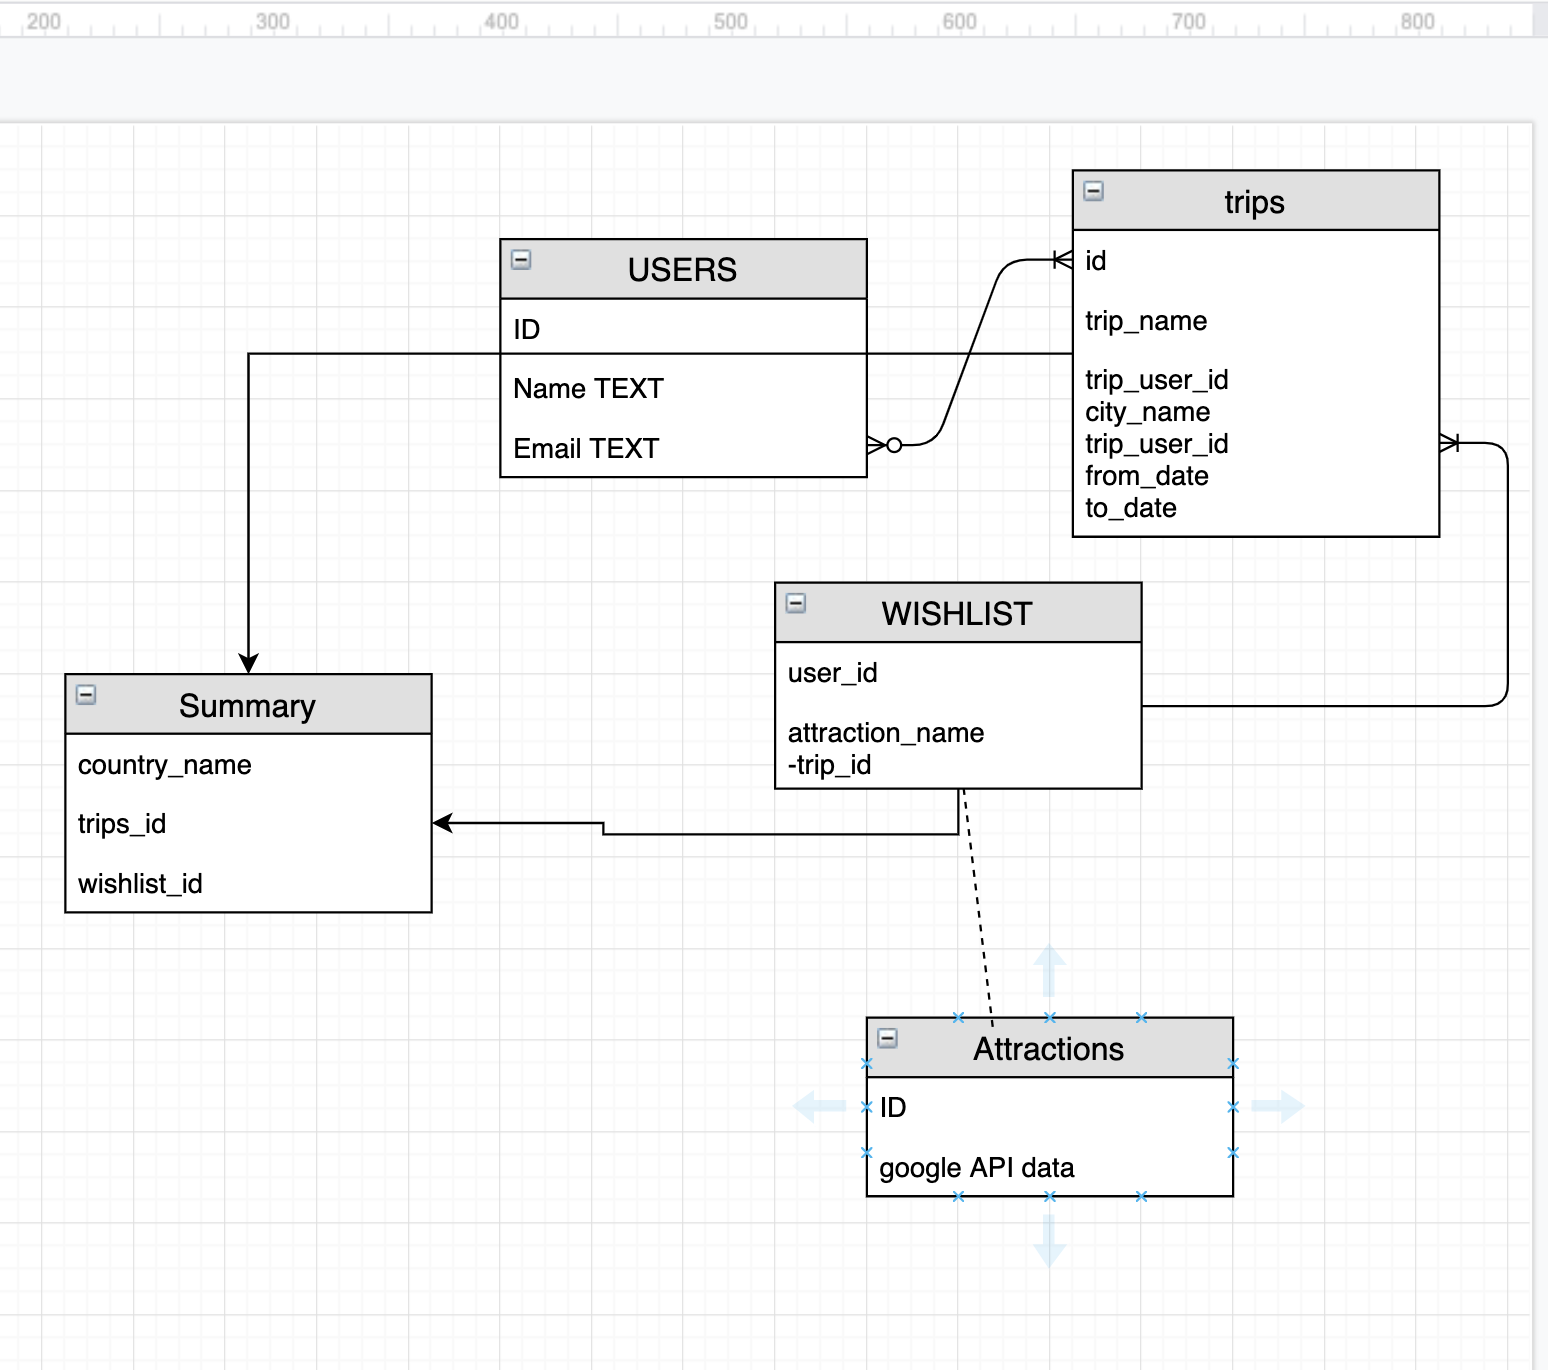 200 300 400 500 600 700 800
trips
id
trip_name
trip_user_id
city_name
trip_user_id
from_date
to_date
USERS
ID
Name TEXT
Email TEXT
WISHLIST
user_id
attraction_name
-trip_id
Summary
country_name
trips_id
wishlist_id
Attractions
ID
google API data